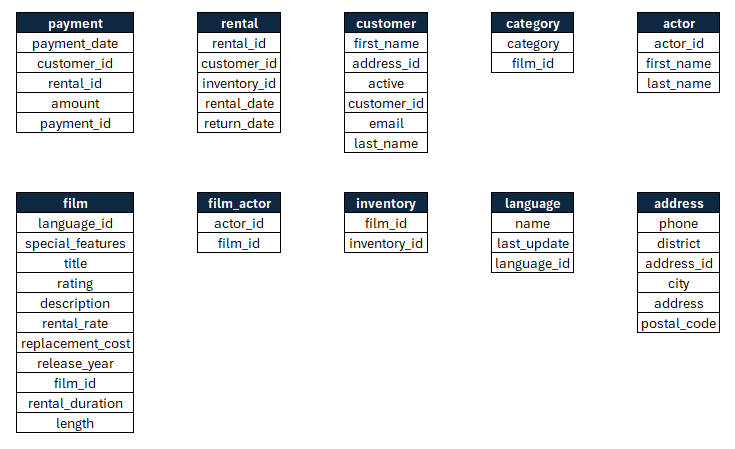 payment
payment_date
customer_id
rental_id
amount
payment_id
rental
rental_id
customer_id
inventory_id
rental_date
return_date
customer
first_name
address_id
active
customer_id
email
last_name
category
category
film_id
actor
actor_id
first_name
last_name
film
language_id
special_features
title
rating
description
rental_rate
replacement_cost
release_year
film_id
rental_duration
length
film_actor
actor_id
film_id
inventory
film_id
inventory_id
language
name
last_update
language_id
address
phone
district
address_id
city
address
postal_code